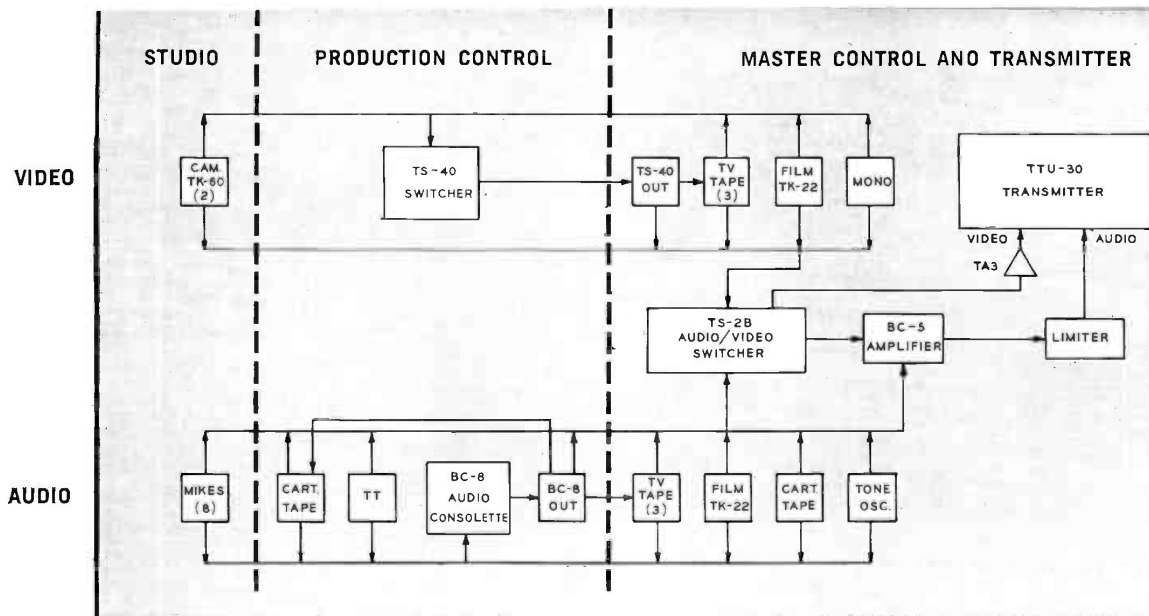 STUDIO
PRODUCTION CONTROL
MASTER CONTROL AND TRANSMITTER
VIDEO
CAM.
TK-60
(2)
TS-40
SWITCHER
TS-40
OUT
TV
TAPE
(3)
FILM
TK-22
MONO
TTU-30
TRANSMITTER
VIDEO
AUDIO
TA3
TS-2B
AUDIO/VIDEO
SWITCHER
BC-5
AMPLIFIER
LIMITER
AUDIO
MIKES
(8)
CART.
TAPE
TT
BC-8
AUDIO
CONSOLETTE
BC-8
OUT
TV
TAPE
(3)
FILM
TK-22
CART.
TAPE
TONE
OSC.